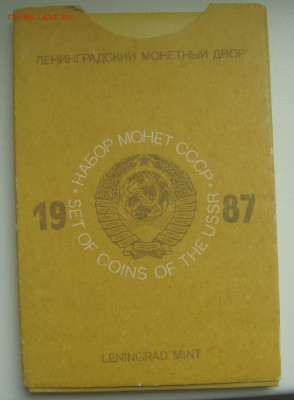 ЛЕНИНГРАДСКИЙ МОНЕТНЫЙ ДВОР
• НАБОР МОНЕТ СССР •
19 87
SET OF COINS OF THE USSR
LENINGRAD MINT